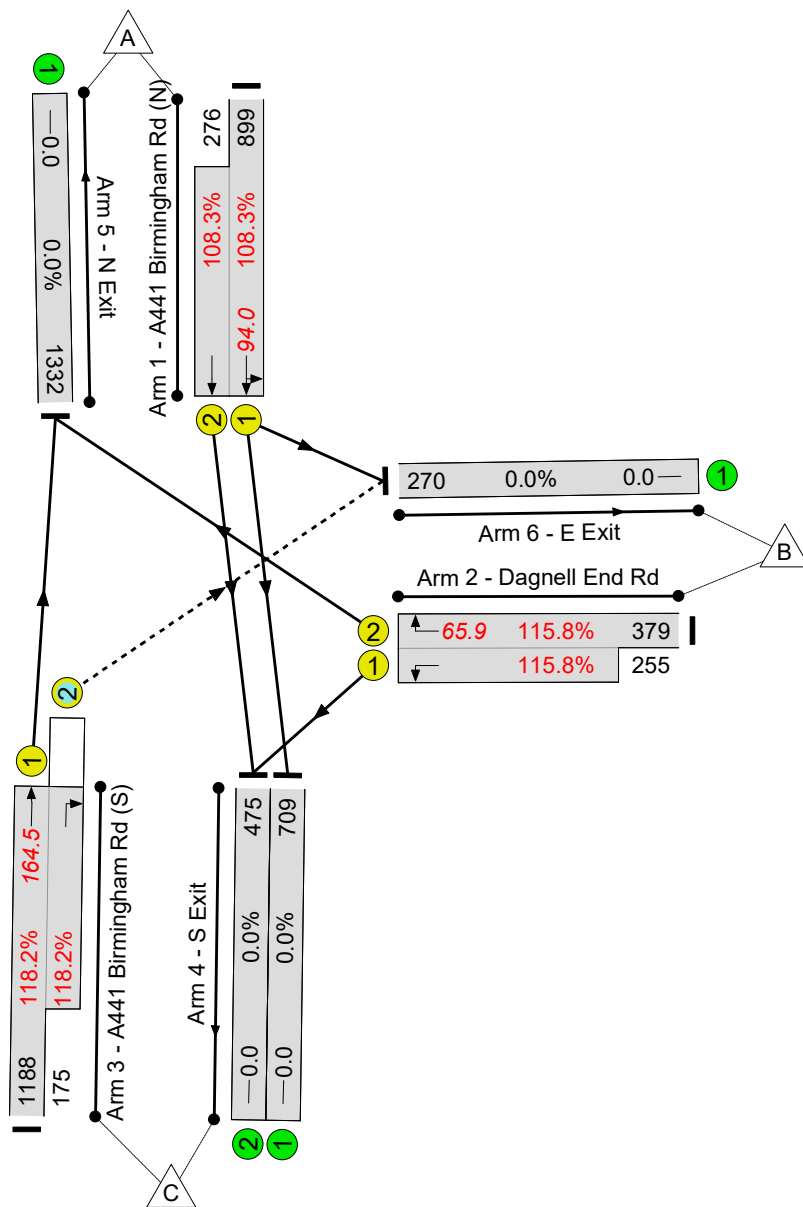 A
1
0.0
0.0%
1332
Arm 5 - N Exit
Arm 1 - A441 Birmingham Rd (N)
276
108.3%
2
899
108.3%
94.0
1
270 0.0% 0.0
1
Arm 6 - E Exit
B
Arm 2 - Dagnell End Rd
2
65.9 115.8% 379
1
115.8% 255
2
1
164.5
118.2%
1188
118.2%
175
Arm 3 - A441 Birmingham Rd (S)
Arm 4 - S Exit
475
0.0%
0.0
2
709
0.0%
0.0
1
C